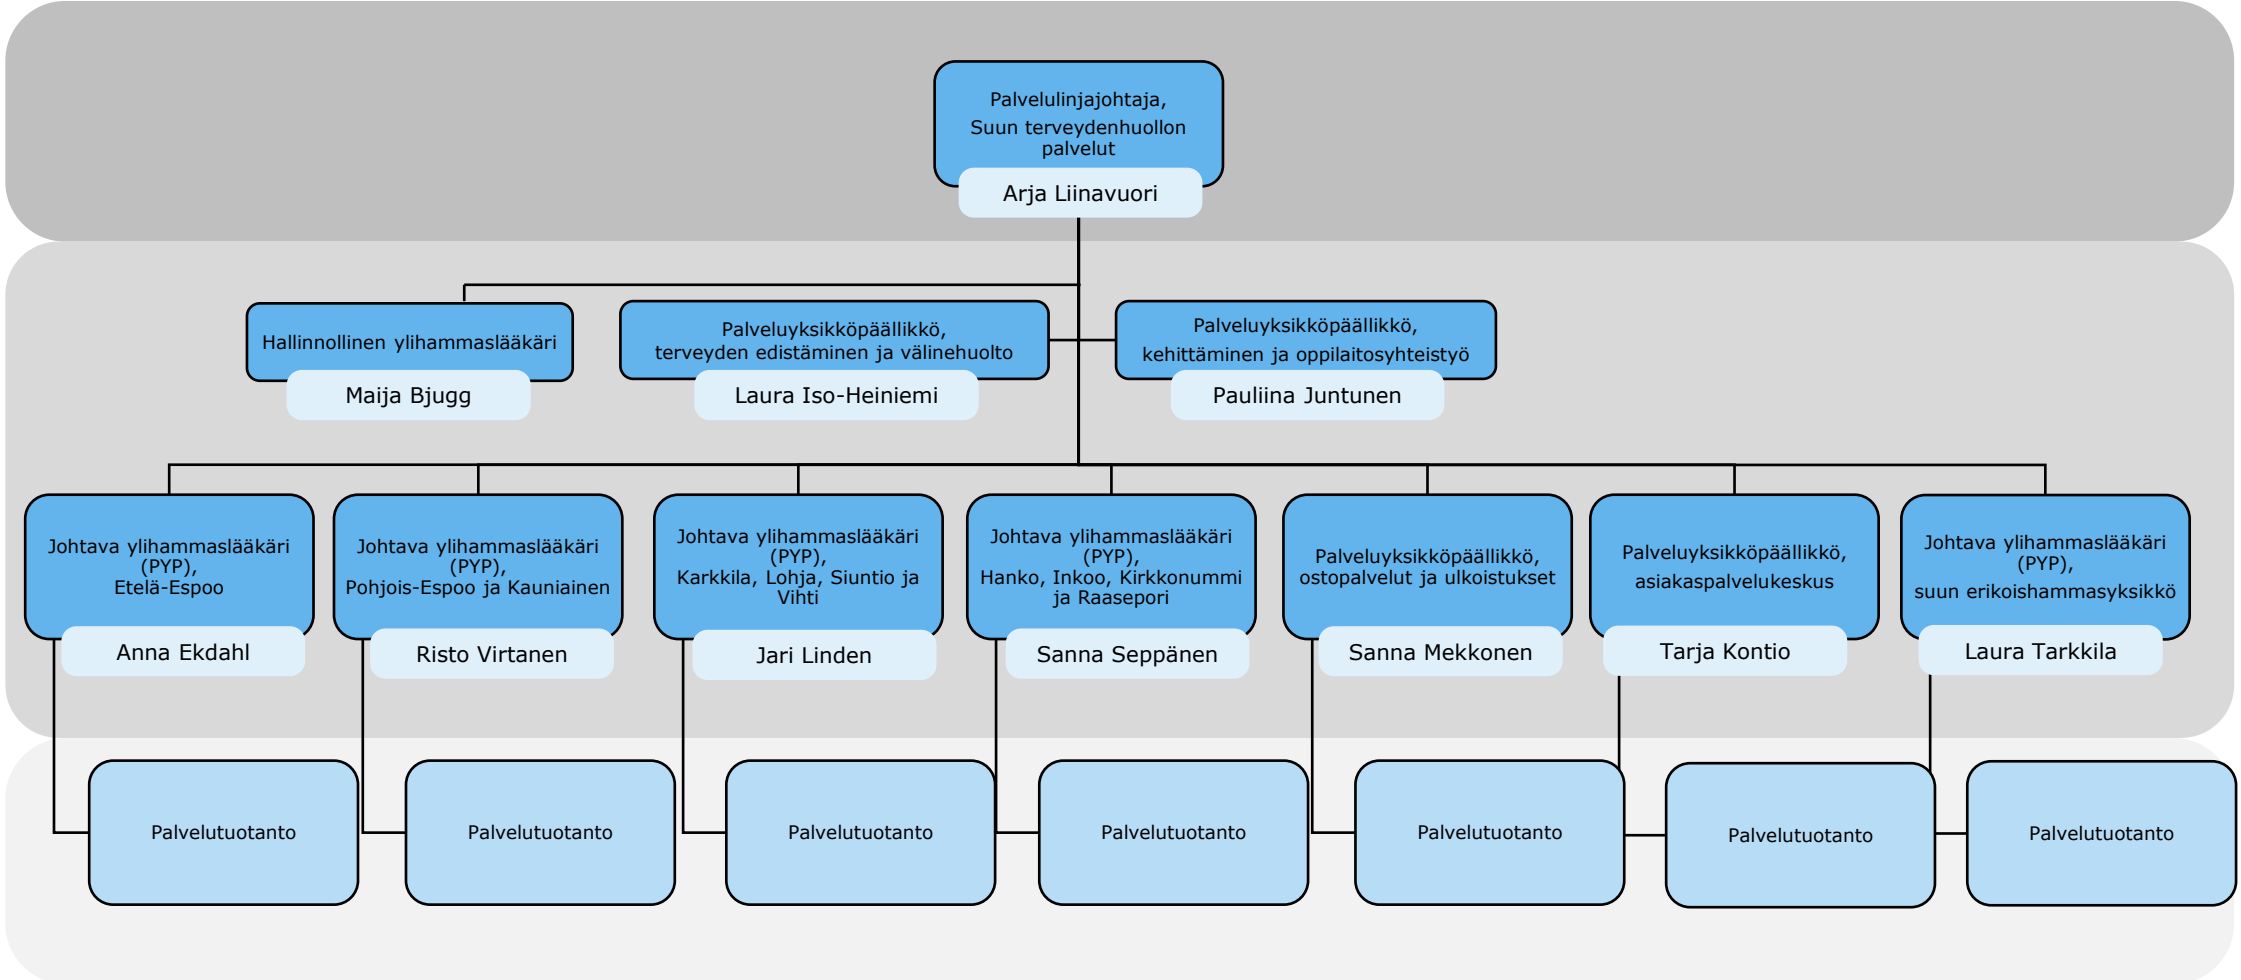 Palvelulinjajohtaja,
Suun terveydenhuollon
palvelut
Arja Liinavuori
Hallinnollinen ylihammaslääkäri
Maija Bjugg
Palveluyksikköpäällikkö,
terveyden edistäminen ja välinehuolto
Laura Iso-Heiniemi
Palveluyksikköpäällikkö,
kehittäminen ja oppilaitosyhteistyö
Pauliina Juntunen
Johtava ylihammaslääkäri
(PYP),
Etelä-Espoo
Anna Ekdahl
Johtava ylihammaslääkäri
(PYP),
Pohjois-Espoo ja Kauniainen
Risto Virtanen
Johtava ylihammaslääkäri
(PYP),
Karkkila, Lohja, Siuntio ja
Vihti
Jari Linden
Johtava ylihammaslääkäri
(PYP),
Hanko, Inkoo, Kirkkonummi
ja Raasepori
Sanna Seppänen
Palveluyksikköpäällikkö,
ostopalvelut ja ulkoistukset
Sanna Mekkonen
Palveluyksikköpäällikkö,
asiakaspalvelukeskus
Tarja Kontio
Johtava ylihammaslääkäri
(PYP),
suun erikoishammasyksikkö
Laura Tarkkila
Palvelutuotanto
Palvelutuotanto
Palvelutuotanto
Palvelutuotanto
Palvelutuotanto
Palvelutuotanto
Palvelutuotanto